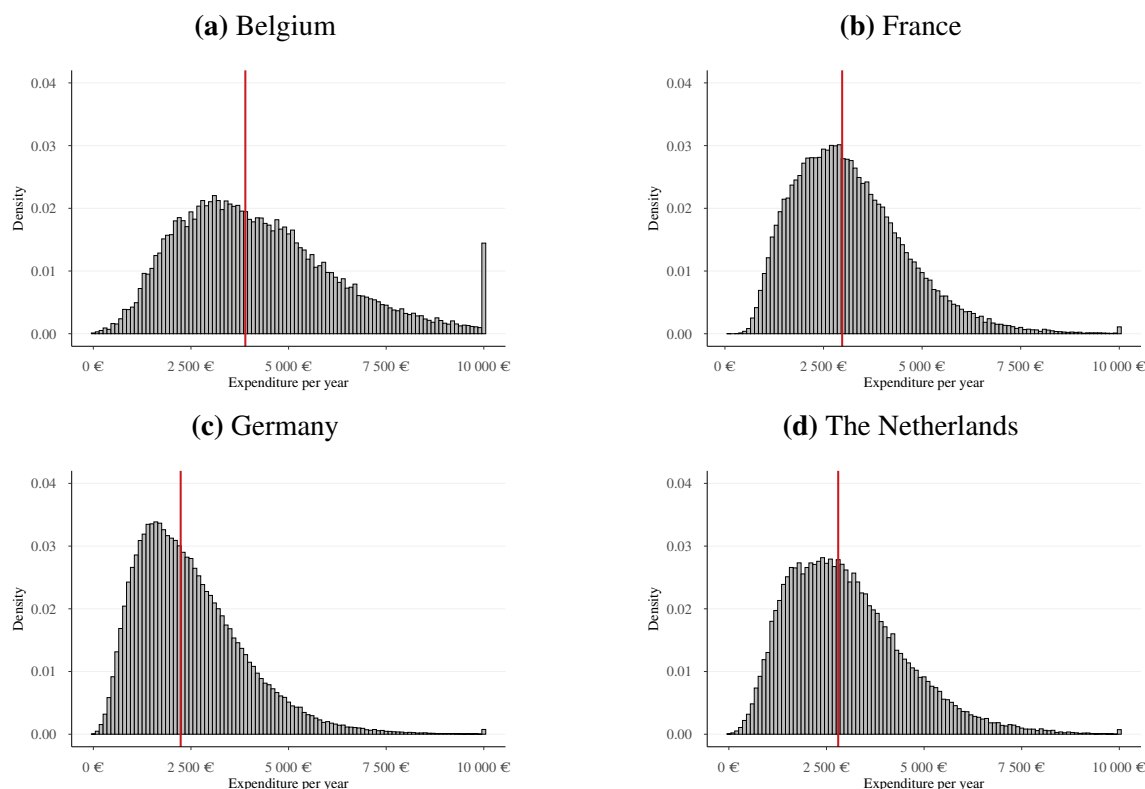 (a) Belgium
0.04
0.03
0.02
0.01
0.00
Density
0 € 2 500 € 5 000 € 7 500 € 10 000 €
Expenditure per year
(b) France
0.04
0.03
0.02
0.01
0.00
Density
0 € 2 500 € 5 000 € 7 500 € 10 000 €
Expenditure per year
(c) Germany
0.04
0.03
0.02
0.01
0.00
Density
0 € 2 500 € 5 000 € 7 500 € 10 000 €
Expenditure per year
(d) The Netherlands
0.04
0.03
0.02
0.01
0.00
Density
0 € 2 500 € 5 000 € 7 500 € 10 000 €
Expenditure per year